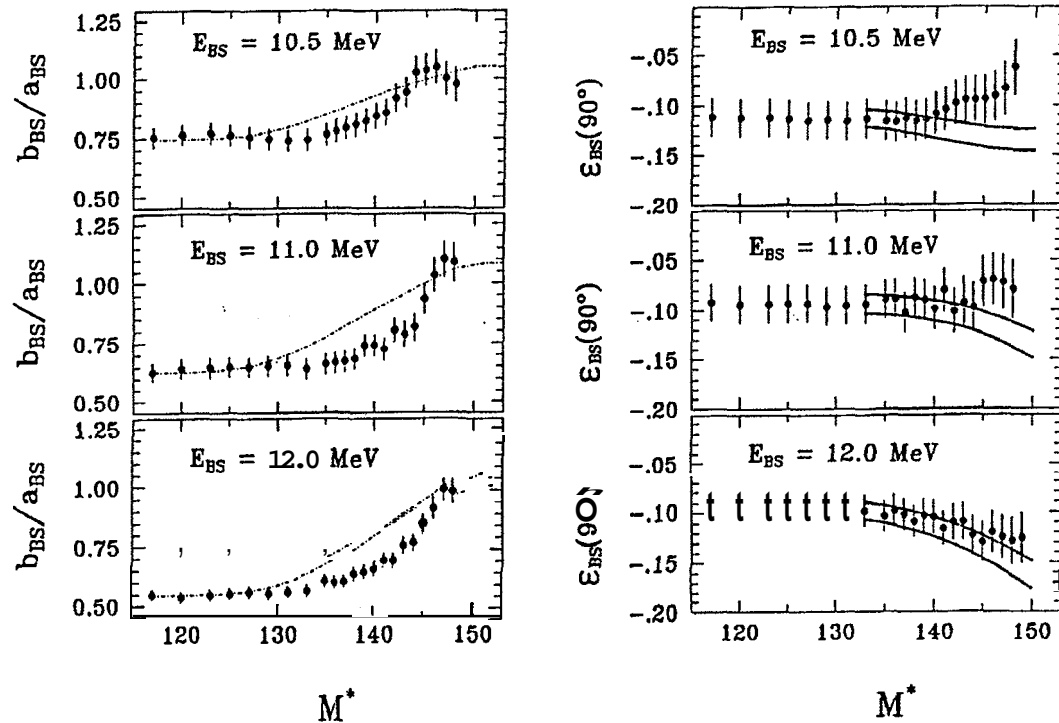 1.25
1.00
0.75
0.50
b_BS/a_BS
E_BS = 10.5 MeV
1.25
1.00
0.75
0.50
b_BS/a_BS
E_BS = 11.0 MeV
1.25
1.00
0.75
0.50
b_BS/a_BS
E_BS = 12.0 MeV
120 130 140 150
M*
-.05
-.10
-.15
-.20
ε_BS(90°)
E_BS = 10.5 MeV
-.05
-.10
-.15
-.20
ε_BS(90°)
E_BS = 11.0 MeV
-.05
-.10
-.15
-.20
ε_BS(90
E_BS = 12.0 MeV
120 130 140 150
M*